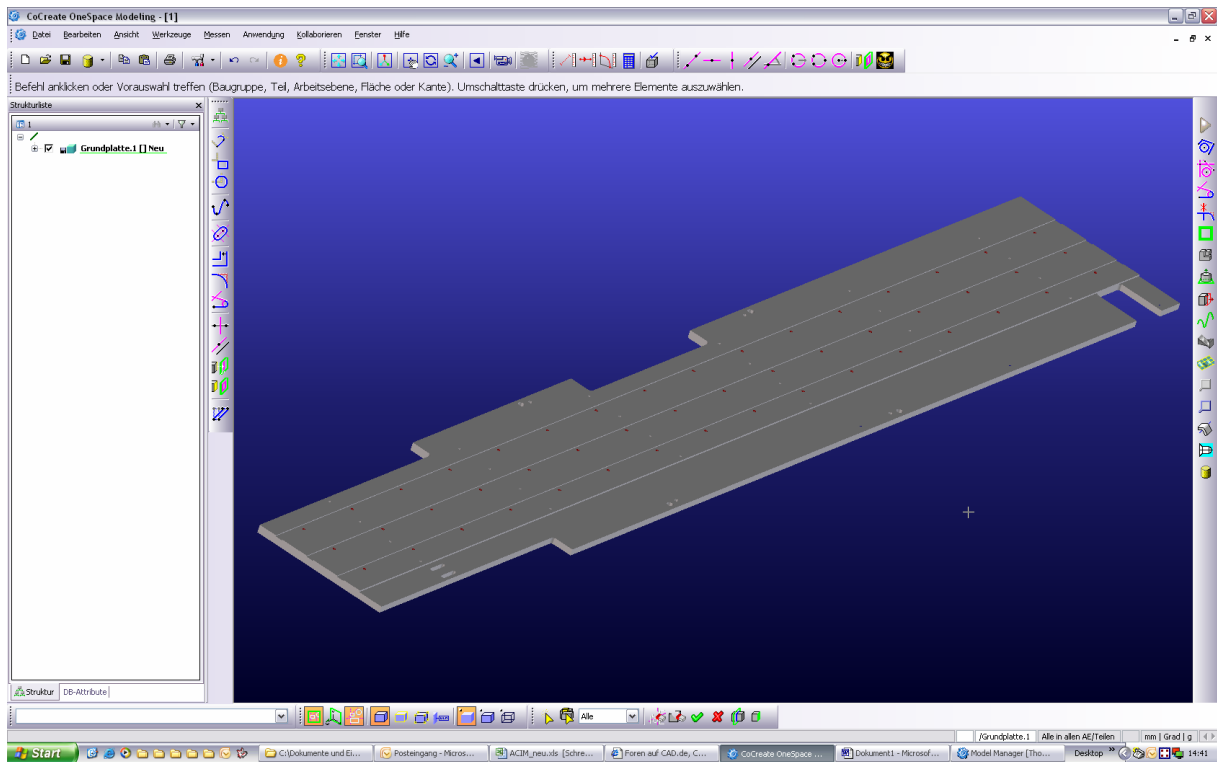 CoCreate OneSpace Modeling - [1]
Datei Bearbeiten Ansicht Werkzeuge Messen Anwendung Kollaborieren Fenster Hilfe
Befehl anklicken oder Vorauswahl treffen (Baugruppe, Teil, Arbeitsebene, Fläche oder Kante). Umschalttaste drücken, um mehrere Elemente auszuwählen.
Strukturliste
1
Grundplatte.1 [] Neu
Struktur DB-Attribute
Alle
/Grundplatte.1 Alle in allen AE/Teilen mm | Grad | g
Start C:\Dokumente und Ei... Posteingang - Micros... ACIM_neu.xls [Schre... Foren auf CAD.de, C... CoCreate OneSpace ... Dokument1 - Microsof... Model Manager [Tho... Desktop 14:41